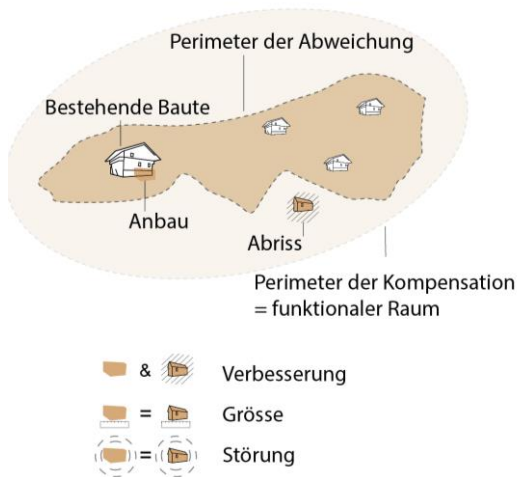 Perimeter der Abweichung
Bestehende Baute
Anbau
Abriss
Perimeter der Kompensation
= funktionaler Raum
& Verbesserung
= Grösse
= Störung